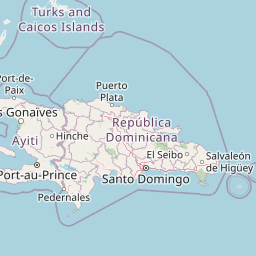 Turks and
Caicos Islands
Port-de-
Paix
Puerto
Plata
s Gonaïves
República
Dominicana
Hinche
Ayiti
El Seibo
Salvaleón
de Higüey
Port-au-Prince
Santo Domingo
Pedernales